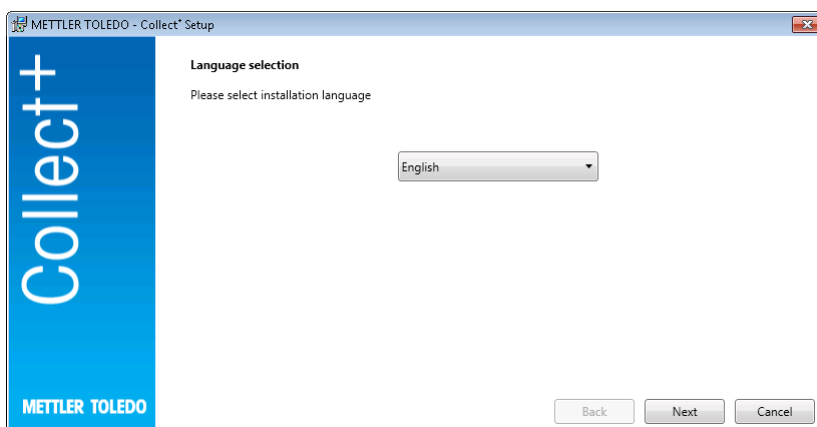 METTLER TOLEDO - Collect+ Setup
Collect+
Language selection
Please select installation language
English
METTLER TOLEDO
Back
Next
Cancel